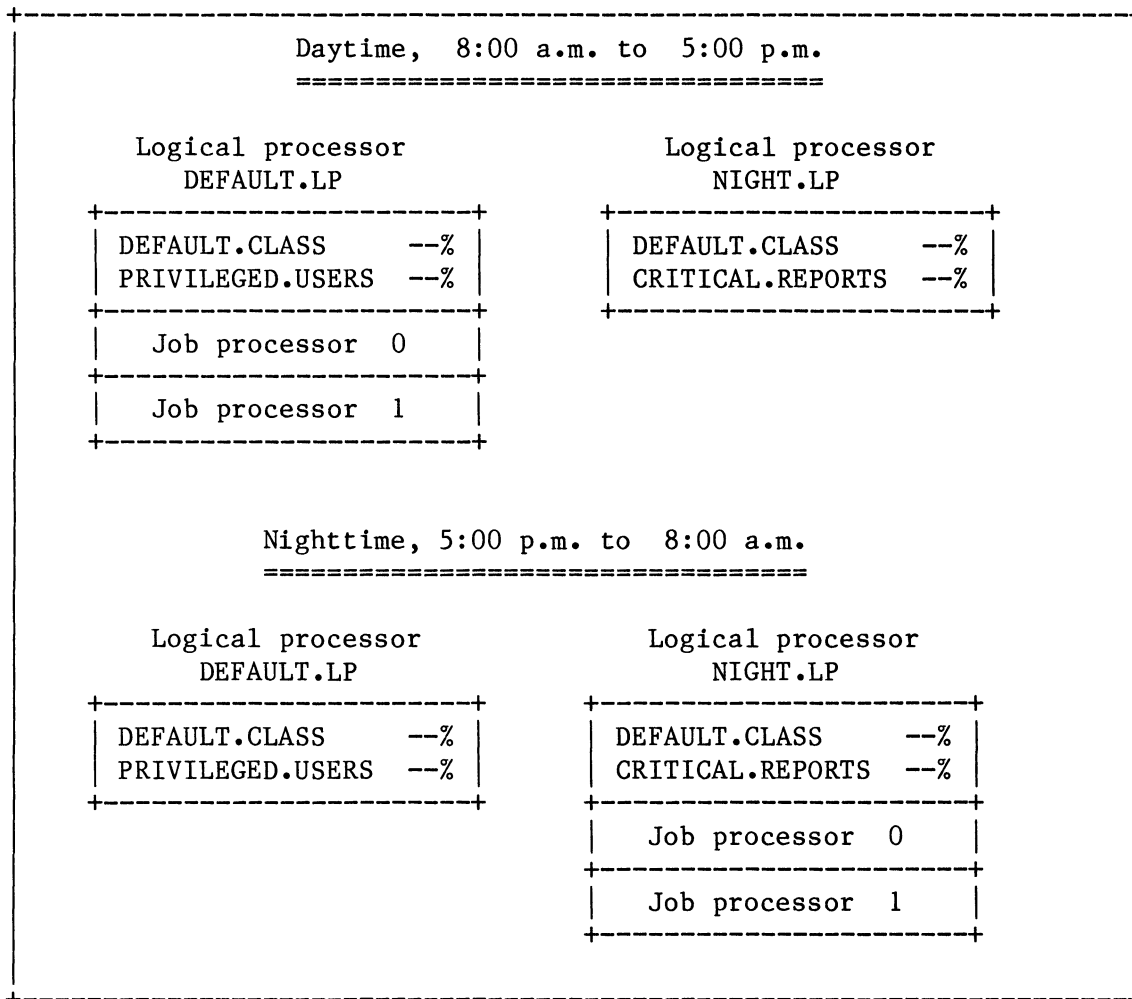 Daytime, 8:00 a.m. to 5:00 p.m.
Logical processor Logical processor
DEFAULT.LP NIGHT.LP
DEFAULT.CLASS --% DEFAULT.CLASS --%
PRIVILEGED.USERS --% CRITICAL.REPORTS --%
Job processor 0
Job processor 1
Nighttime, 5:00 p.m. to 8:00 a.m.
Logical processor Logical processor
DEFAULT.LP NIGHT.LP
DEFAULT.CLASS --% DEFAULT.CLASS --%
PRIVILEGED.USERS --% CRITICAL.REPORTS --%
Job processor 0
Job processor 1